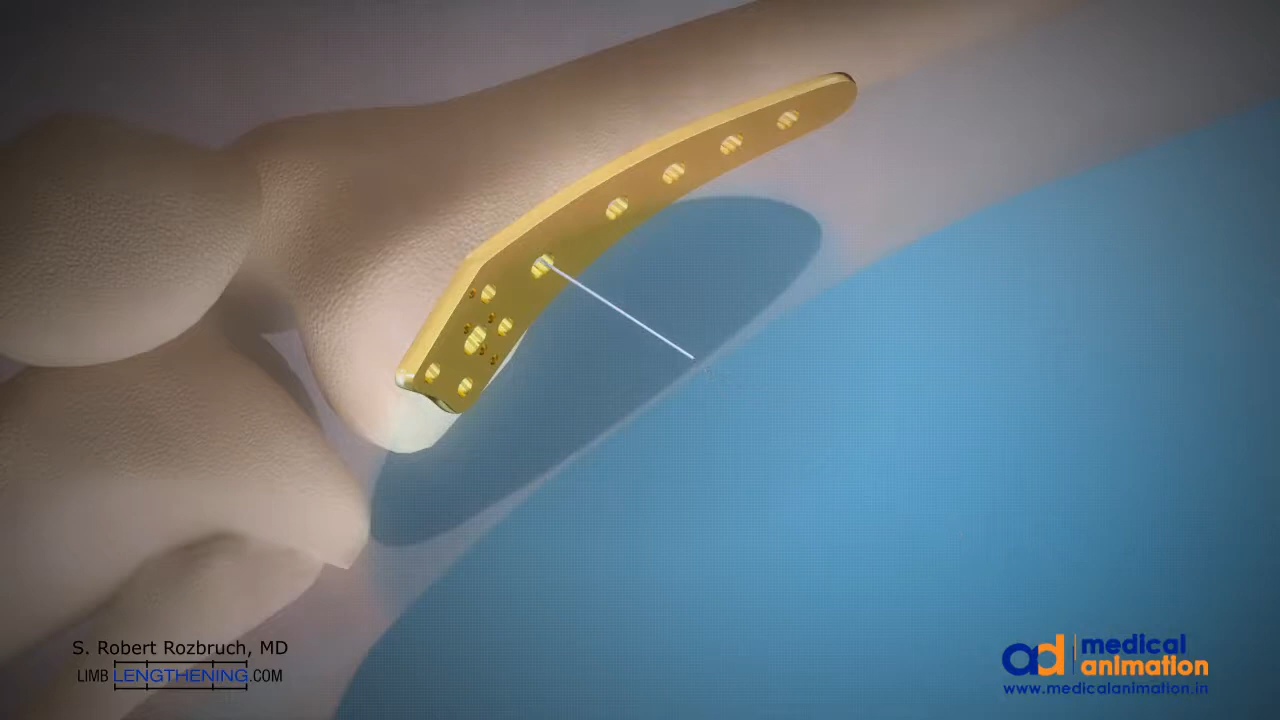 S. Robert Rozbruch, MD
LIMB LENGTHENING.COM
ad medical
animation
www.medicalanimation.in